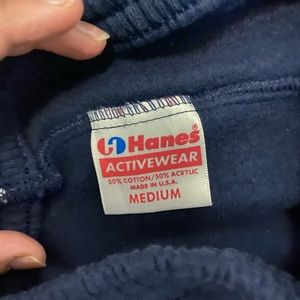 Hanes
ACTIVEWEAR
50% COTTON/50% ACRYLIC
MADE IN U.S.A.
MEDIUM